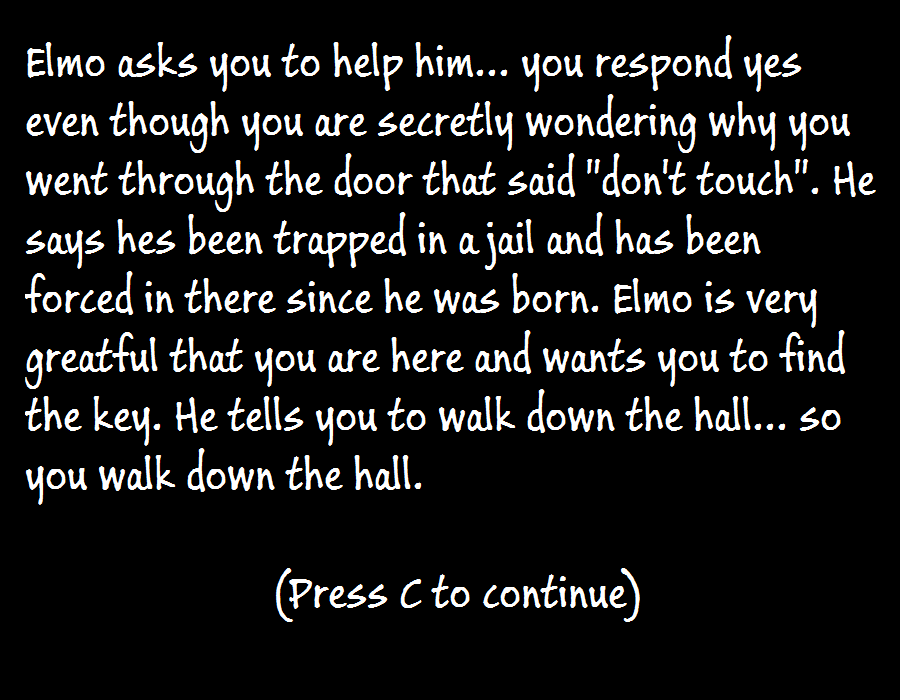 Elmo asks you to help him... you respond yes
even though you are secretly wondering why you
went through the door that said "don't touch". He
says hes been trapped in a jail and has been
forced in there since he was born. Elmo is very
greatful that you are here and wants you to find
the key. He tells you to walk down the hall... so
you walk down the hall.
(Press C to continue)